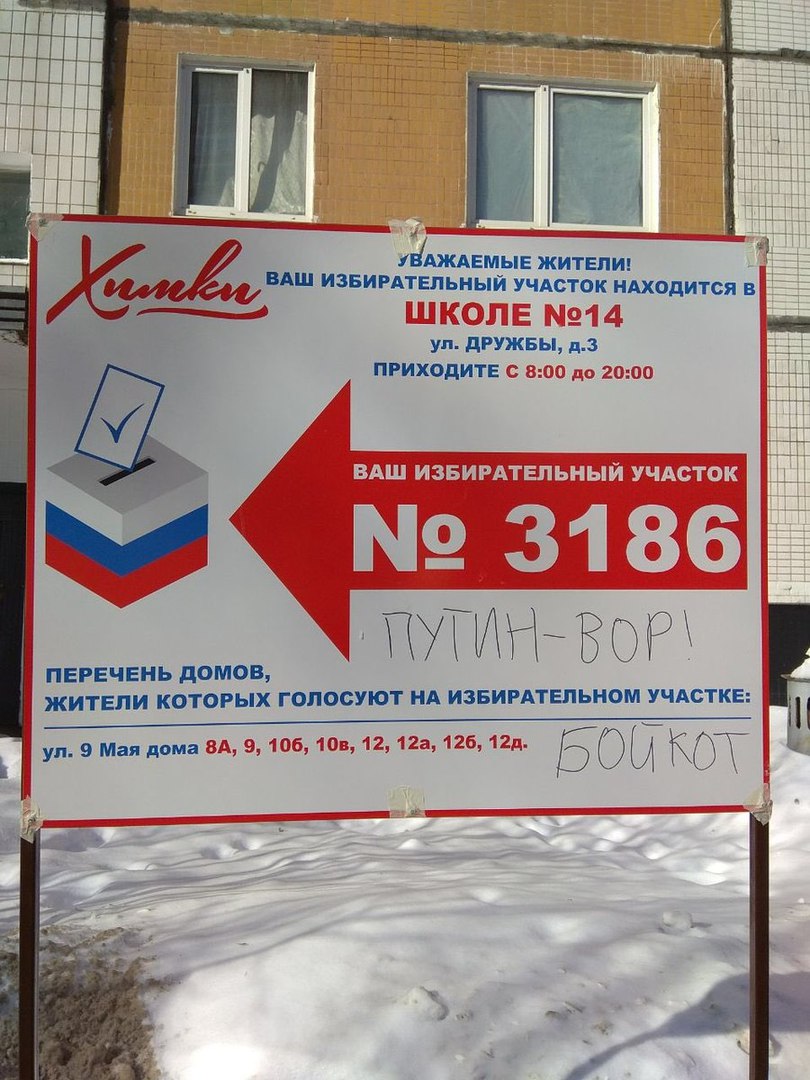 Химки
УВАЖАЕМЫЕ ЖИТЕЛИ!
ВАШ ИЗБИРАТЕЛЬНЫЙ УЧАСТОК НАХОДИТСЯ В
ШКОЛЕ №14
ул. ДРУЖБЫ, д.3
ПРИХОДИТЕ С 8:00 до 20:00
ВАШ ИЗБИРАТЕЛЬНЫЙ УЧАСТОК
№ 3186
ПУТИН-ВОР!
ПЕРЕЧЕНЬ ДОМОВ,
ЖИТЕЛИ КОТОРЫХ ГОЛОСУЮТ НА ИЗБИРАТЕЛЬНОМ УЧАСТКЕ:
ул. 9 Мая дома 8А, 9, 10б, 10в, 12, 12а, 12б, 12д.
БОЙКОТ